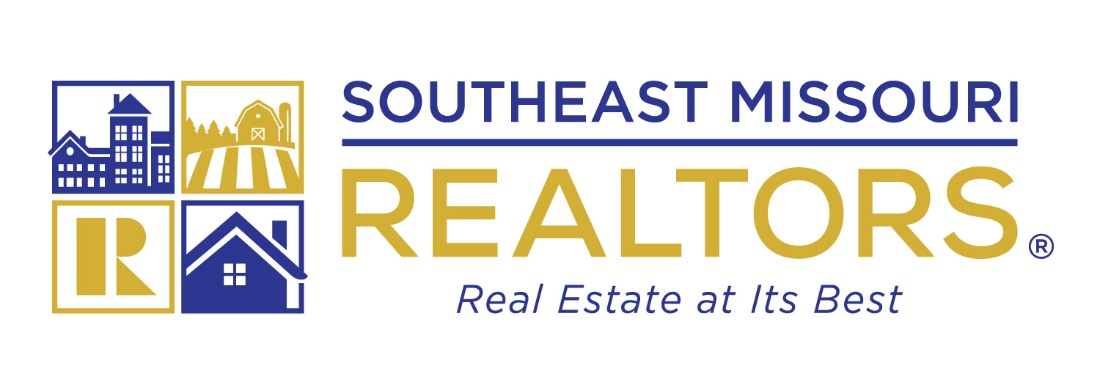 SOUTHEAST MISSOURI
REALTORS®
Real Estate at Its Best
R